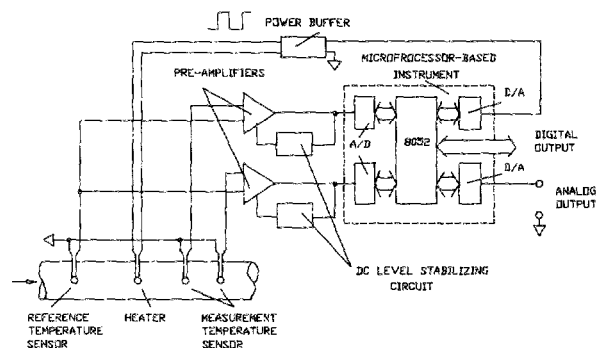 POWER BUFFER
MICROPROCESSOR-BASED
INSTRUMENT
PRE-AMPLIFIERS
D/A
A/D
8052
DIGITAL
OUTPUT
D/A
ANALOG
OUTPUT
DC LEVEL STABILIZING
CIRCUIT
REFERENCE
TEMPERATURE
SENSOR
HEATER
MEASUREMENT
TEMPERATURE
SENSOR